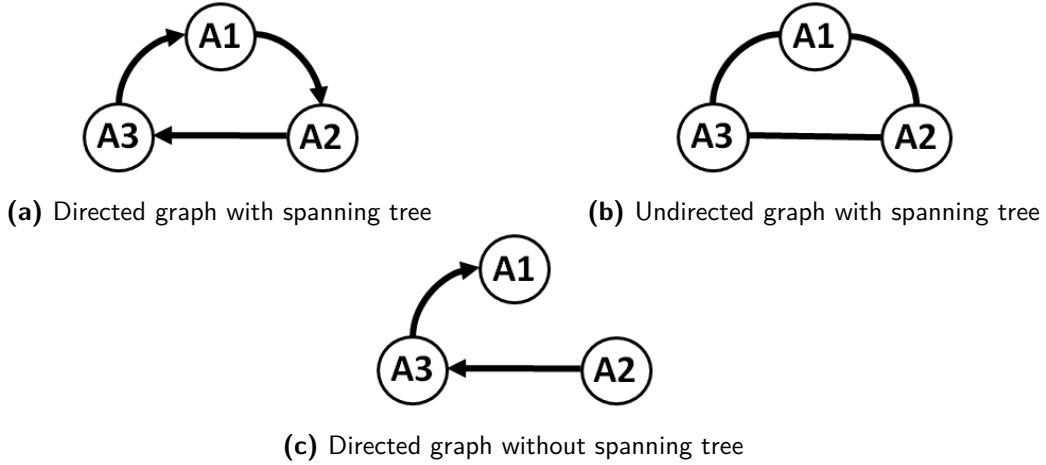 A1
A3
A2
(a) Directed graph with spanning tree
A1
A3
A2
(b) Undirected graph with spanning tree
A1
A3
A2
(c) Directed graph without spanning tree